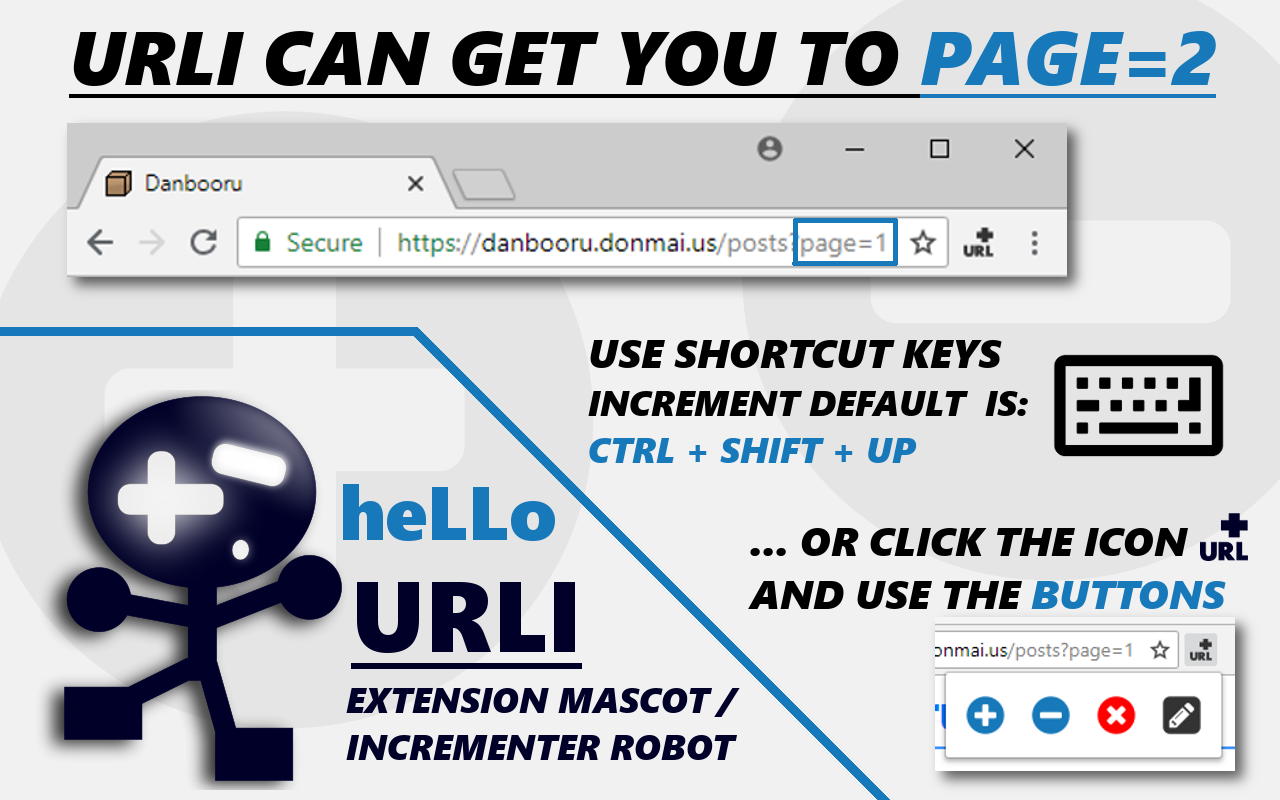 URLI CAN GET YOU TO PAGE=2
Danbooru
Secure https://danbooru.donmai.us/posts?page=1
URL
USE SHORTCUT KEYS
INCREMENT DEFAULT IS:
CTRL + SHIFT + UP
... OR CLICK THE ICON URL
AND USE THE BUTTONS
onmai.us/posts?page=1 URL
heLLo
URLI
EXTENSION MASCOT /
INCREMENTER ROBOT